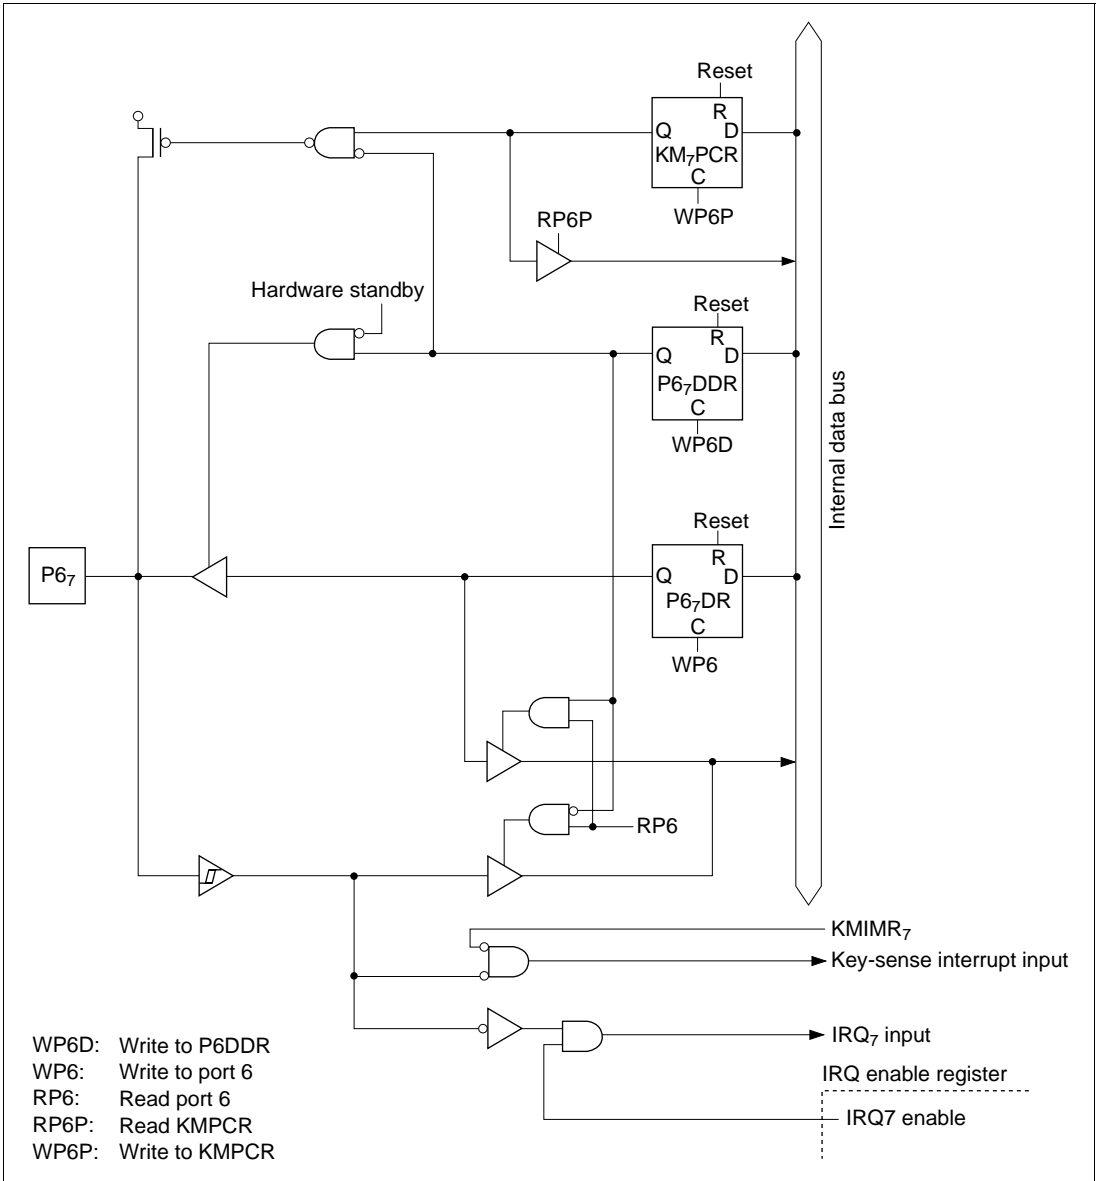 Reset
R
Q D
KM₇PCR
C
WP6P
RP6P
Hardware standby
Reset
R
Q D
P6₇DDR
C
WP6D
Internal data bus
Reset
R
P6₇
Q D
P6₇DR
C
WP6
RP6
KMIMR₇
Key-sense interrupt input
IRQ₇ input
IRQ enable register
IRQ7 enable
WP6D: Write to P6DDR
WP6: Write to port 6
RP6: Read port 6
RP6P: Read KMPCR
WP6P: Write to KMPCR